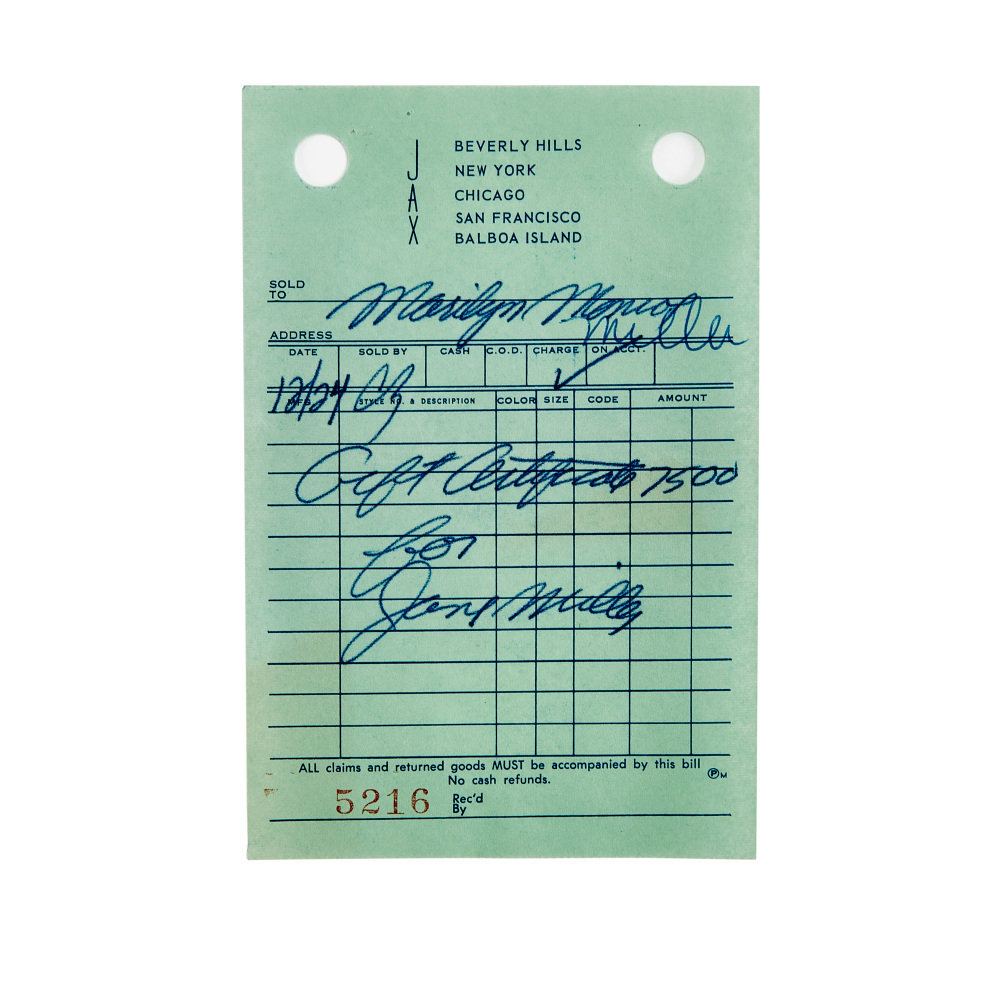 JAX
BEVERLY HILLS
NEW YORK
CHICAGO
SAN FRANCISCO
BALBOA ISLAND
SOLD TO Marilyn Monroe
Miller
ADDRESS
DATE SOLD BY CASH C.O.D. CHARGE ON ACCT.
12/24 ✓
MFG. STYLE NO. & DESCRIPTION COLOR SIZE CODE AMOUNT
Gift Certificate 7500
for
Jane Miller
ALL claims and returned goods MUST be accompanied by this bill
No cash refunds.
5216 Rec'd By